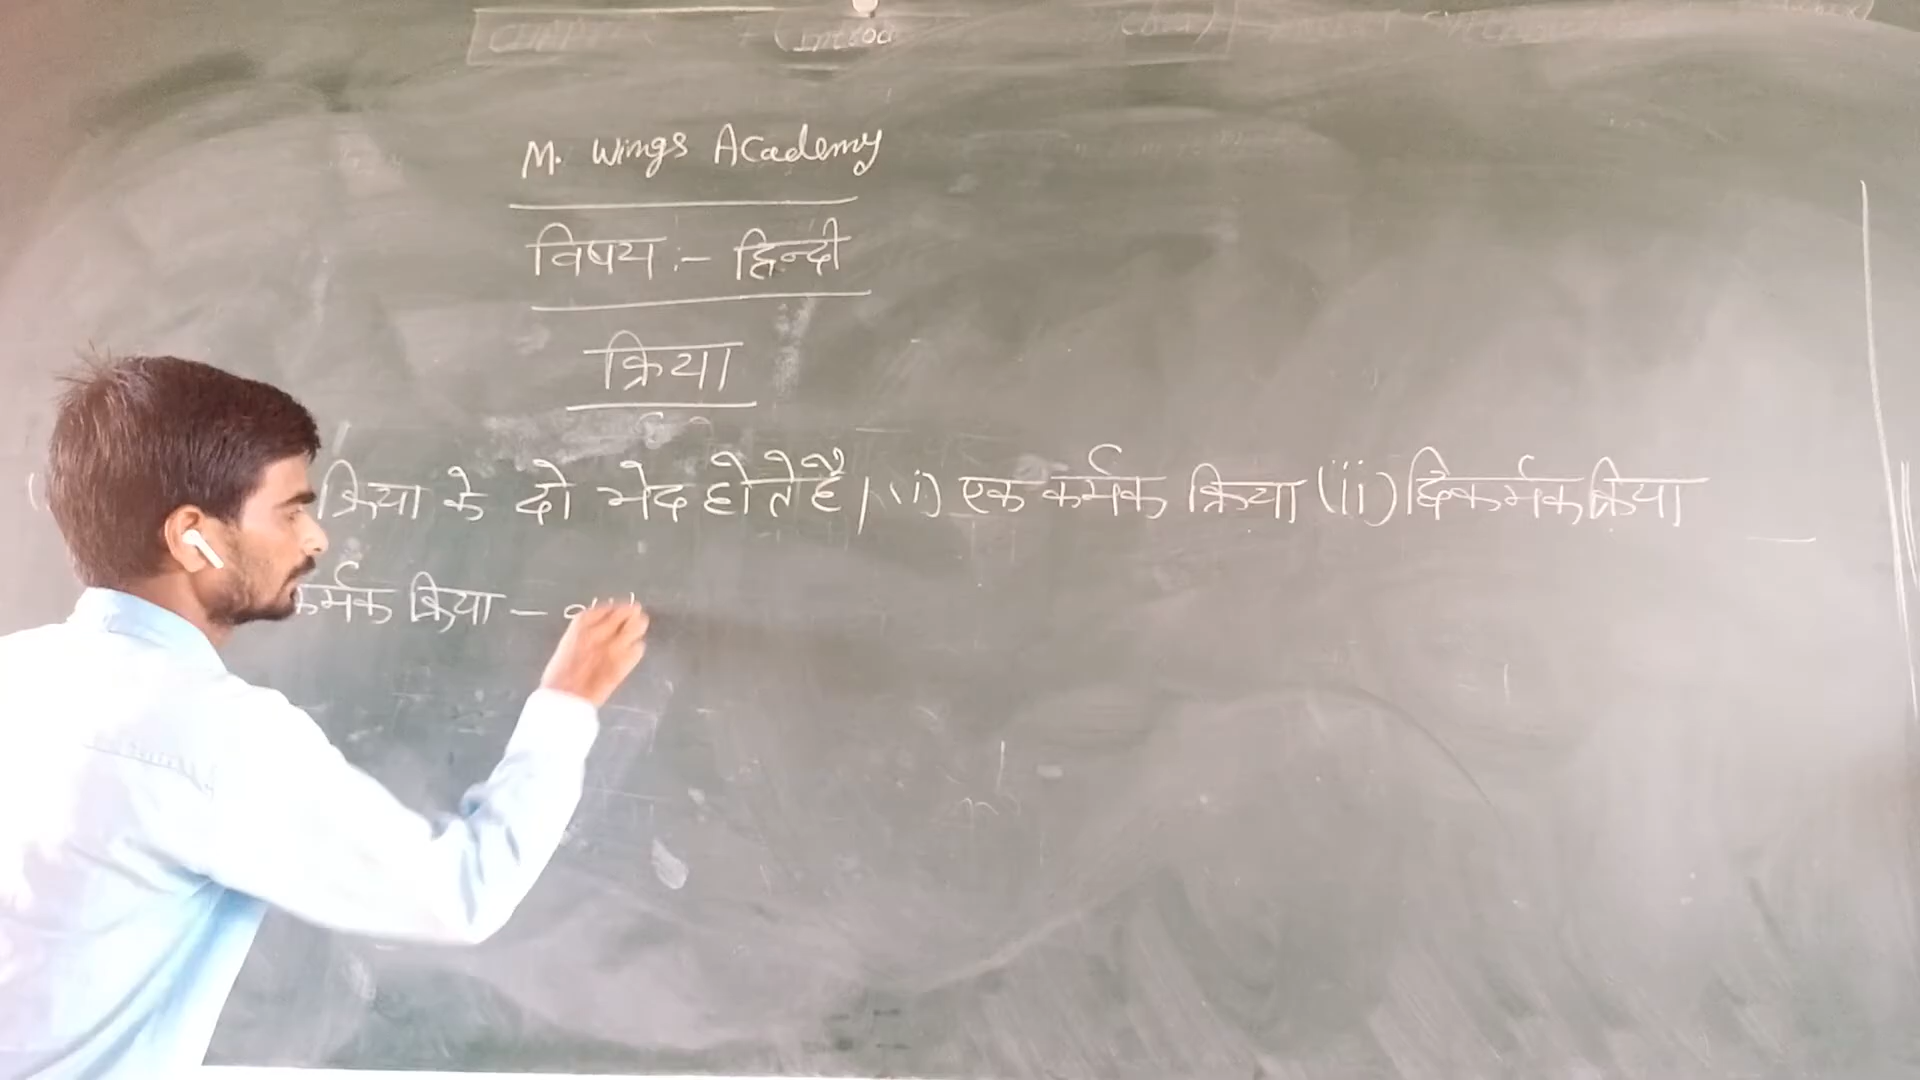 M. Wings Academy
विषय :- हिन्दी
क्रिया
क्रिया के दो भेद होते हैं। (i) एक कर्मक क्रिया (ii) द्विकर्मक क्रिया
कर्मक क्रिया -